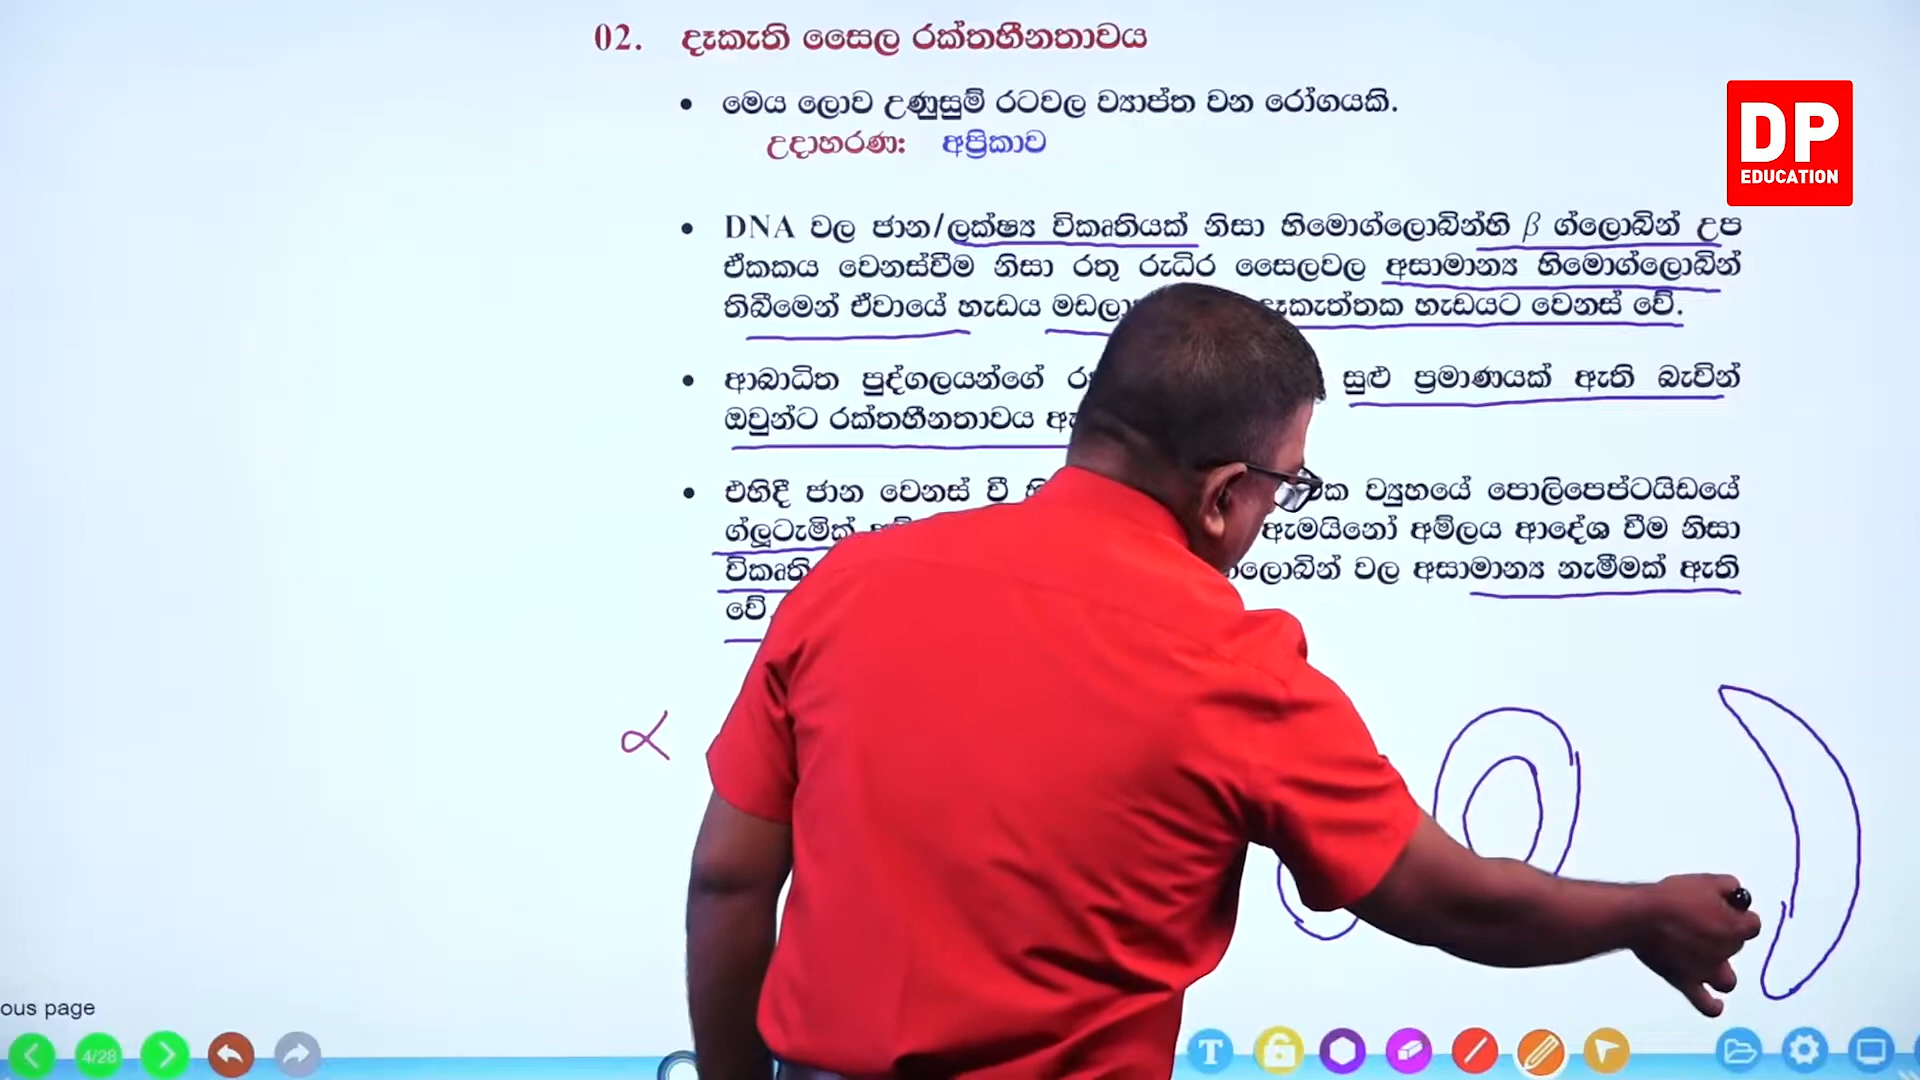 02. දෑකැති සෛල රක්තහීනතාවය
• මෙය ලොව උණුසුම් රටවල ව්‍යාප්ත වන රෝගයකි.
උදාහරණ: අප්‍රිකාව
DP
EDUCATION
• DNA වල ජාන/ලක්ෂ්‍ය විකෘතියක් නිසා හිමොග්ලොබින්හි β ග්ලොබින් උප
ඒකකය වෙනස්වීම නිසා රතු රුධිර සෛලවල අසාමාන්‍ය හිමොග්ලොබින්
තිබීමෙන් ඒවායේ හැඩය හැඩයට වෙනස් වේ.
• ආබාධිත පුද්ගලයන්ගේ සුළු ප්‍රමාණයක් ඇති බැවින්
ඔවුන්ට රක්තහීනතාවය
• එහිදී ජාන වෙනස් වී ව්‍යුහයේ පොලිපෙප්ටයිඩයේ
ග්ලූටැමික් ඇමයිනෝ අම්ලය ආදේශ වීම නිසා
වල අසාමාන්‍ය නැමීමක් ඇති
වේ.
α
ous page
4/28
T